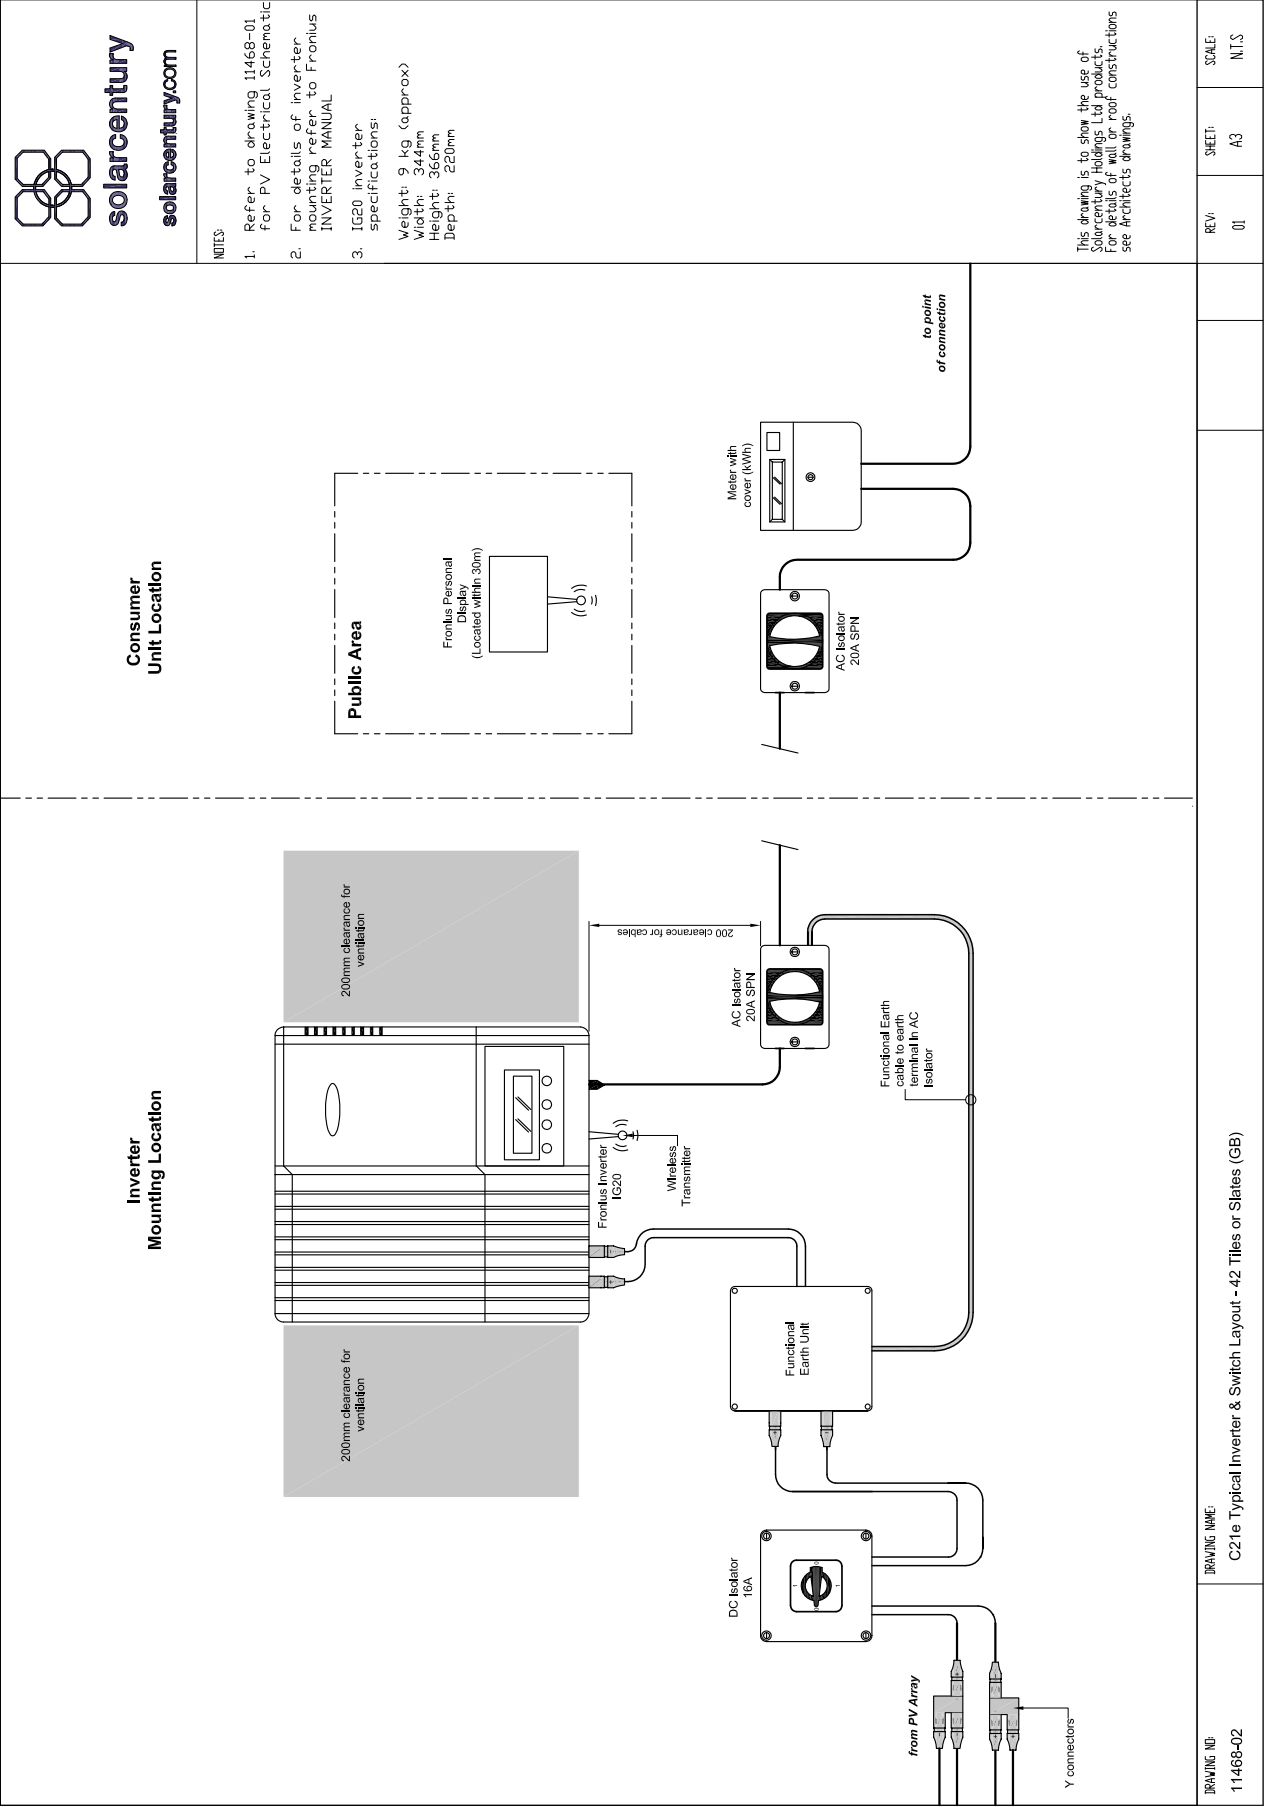 solarcentury
solarcentury.com
NOTES:
1. Refer to drawing 11468-01
for PV Electrical Schematic
2. For details of inverter
mounting refer to Fronius
INVERTER MANUAL
3. IG20 inverter
specifications:
Weight: 9 kg (approx)
Width: 344mm
Height: 366mm
Depth: 220mm
This drawing is to show the use of
Solarcentury Holdings Ltd products.
For details of wall or roof constructions
see Architects drawings.
Inverter
Mounting Location
200mm clearance for
ventilation
200mm clearance for
ventilation
Fronius Inverter
IG20
Wireless
Transmitter
200 clearance for cables
AC Isolator
20A SPN
Functional Earth
cable to earth
terminal in AC
Isolator
Functional
Earth Unit
DC Isolator
16A
from PV Array
Y connectors
Consumer
Unit Location
Public Area
Fronius Personal
Display
(Located within 30m)
AC Isolator
20A SPN
Meter with
cover (kWh)
to point
of connection
DRAWING NO:
11468-02
DRAWING NAME:
C21e Typical Inverter & Switch Layout - 42 Tiles or Slates (GB)
REV:
01
SHEET:
A3
SCALE:
N.T.S